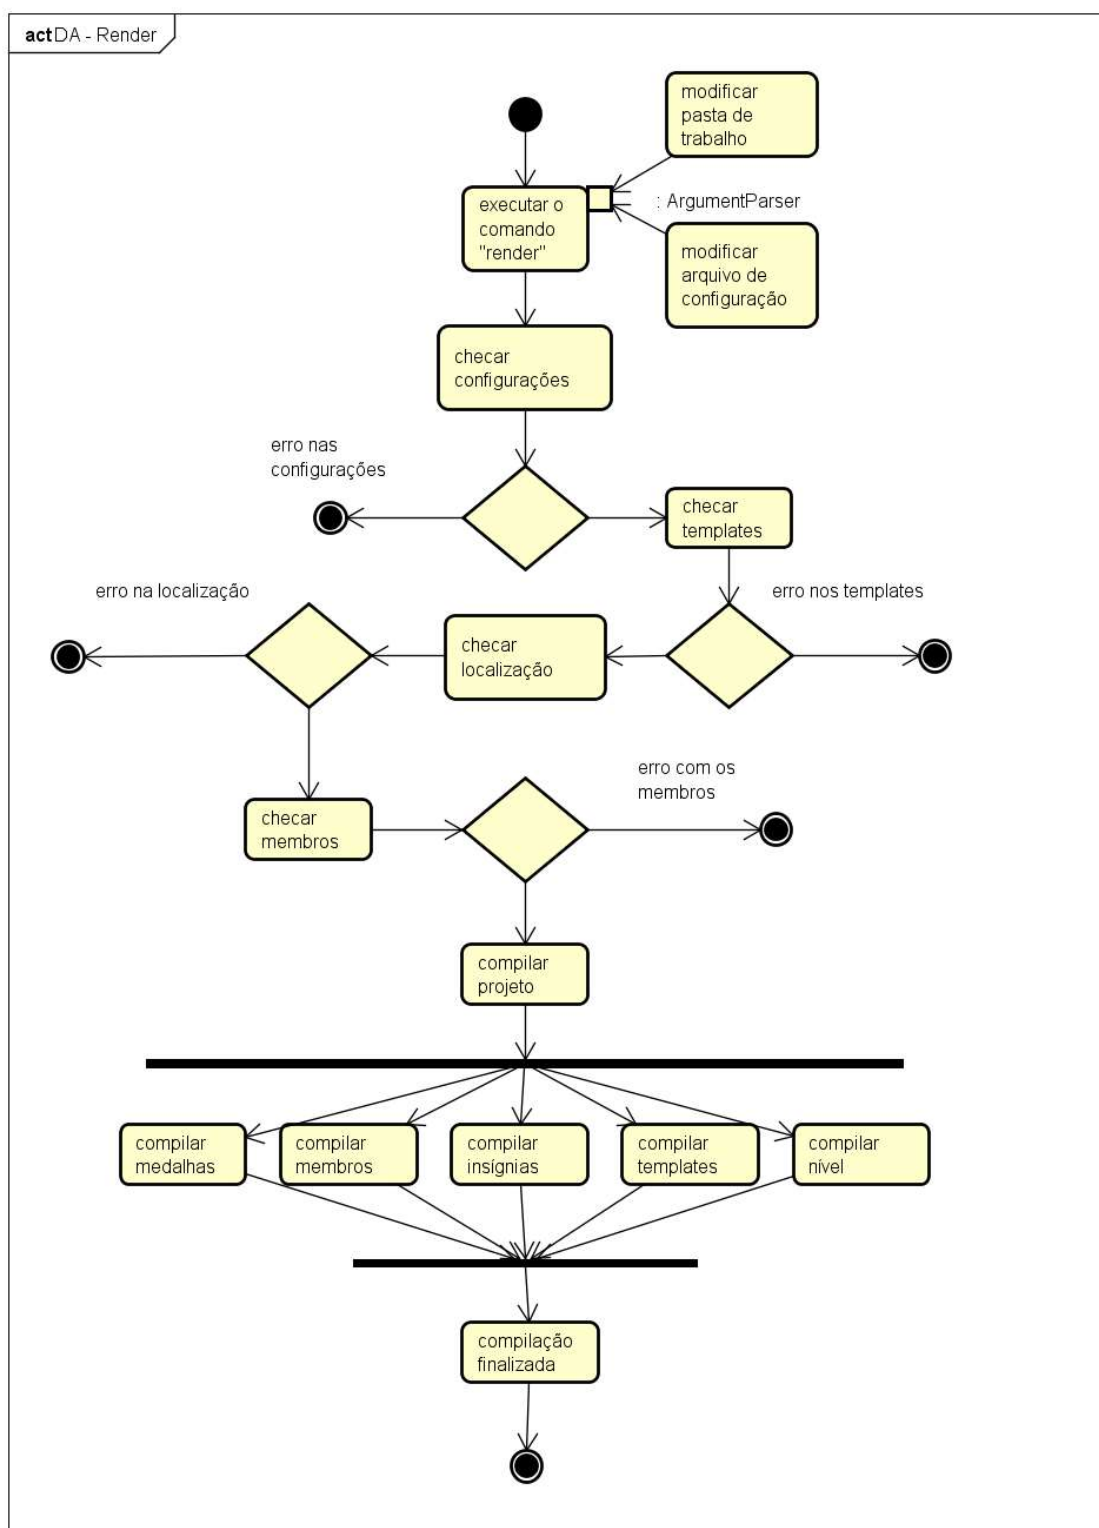 act DA - Render
modificar
pasta de
trabalho
executar o
comando
"render"
: ArgumentParser
modificar
arquivo de
configuração
checar
configurações
erro nas
configurações
checar
templates
erro na localização
erro nos templates
checar
localização
erro com os
membros
checar
membros
compilar
projeto
compilar
medalhas
compilar
membros
compilar
insígnias
compilar
templates
compilar
nível
compilação
finalizada